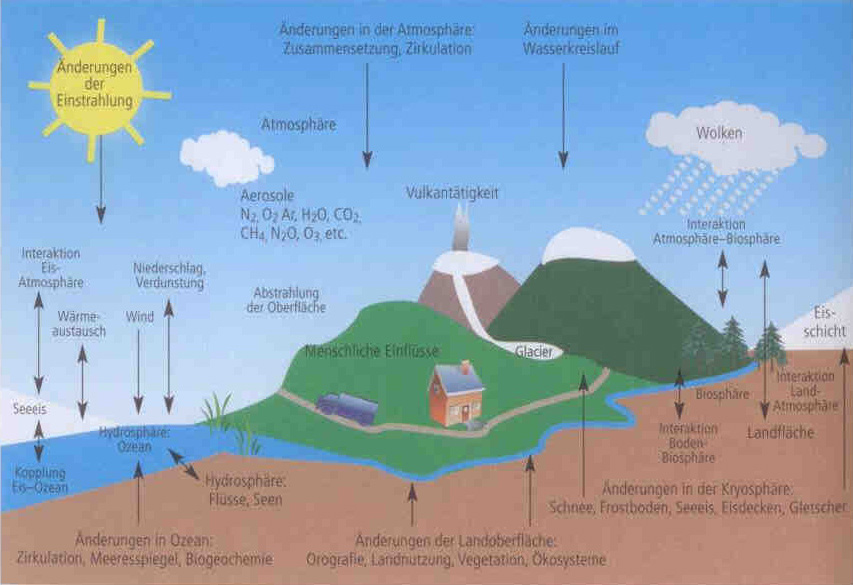 Änderungen in der Atmosphäre:
Zusammensetzung, Zirkulation
Änderungen im
Wasserkreislauf
Änderungen
der
Einstrahlung
Atmosphäre
Wolken
Aerosole
N₂, O₂ Ar, H₂O, CO₂,
CH₄, N₂O, O₃, etc.
Vulkantätigkeit
Interaktion
Atmosphäre–Biosphäre
Interaktion
Eis-
Atmosphäre
Niederschlag,
Verdunstung
Wärme-
austausch
Wind
Abstrahlung
der Oberfläche
Eis-
schicht
Menschliche Einflüsse
Glacier
Seeeis
Hydrosphäre:
Ozean
Biosphäre
Interaktion
Land-
Atmosphäre
Interaktion
Boden-
Biosphäre
Landfläche
Kopplung
Eis–Ozean
Hydrosphäre:
Flüsse, Seen
Änderungen in der Kryosphäre:
Schnee, Frostboden, Seeeis, Eisdecken, Gletscher
Änderungen in Ozean:
Zirkulation, Meeresspiegel, Biogeochemie
Änderungen der Landoberfläche:
Orografie, Landnutzung, Vegetation, Ökosysteme